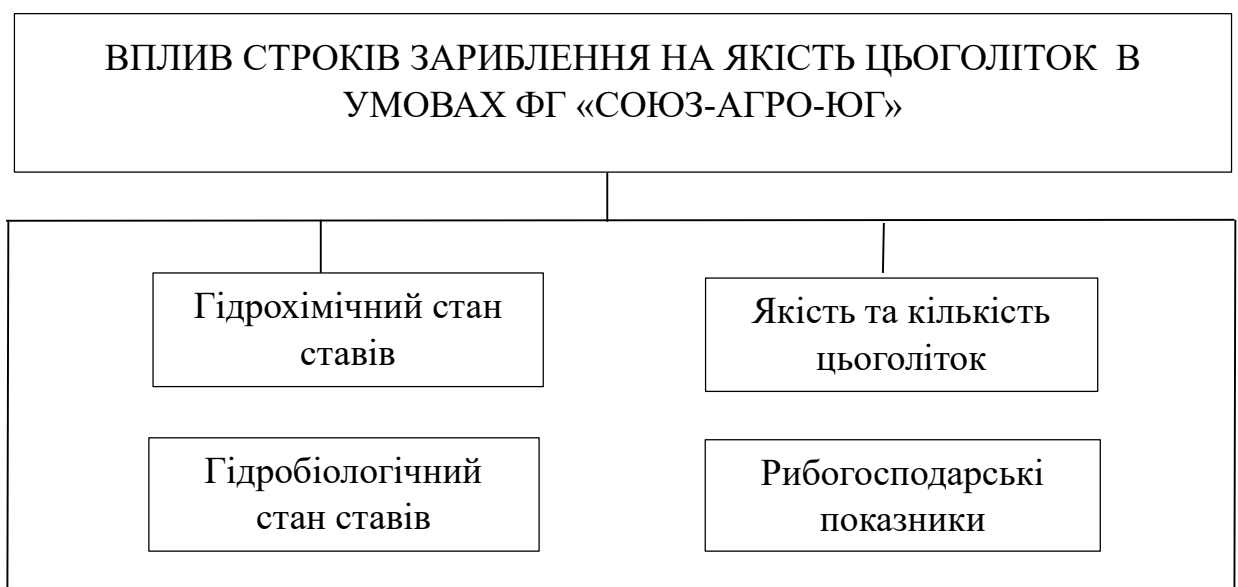 ВПЛИВ СТРОКІВ ЗАРИБЛЕННЯ НА ЯКІСТЬ ЦЬОГОЛІТОК В
УМОВАХ ФГ «СОЮЗ-АГРО-ЮГ»
Гідрохімічний стан
ставів
Якість та кількість
цьоголіток
Гідробіологічний
стан ставів
Рибогосподарські
показники